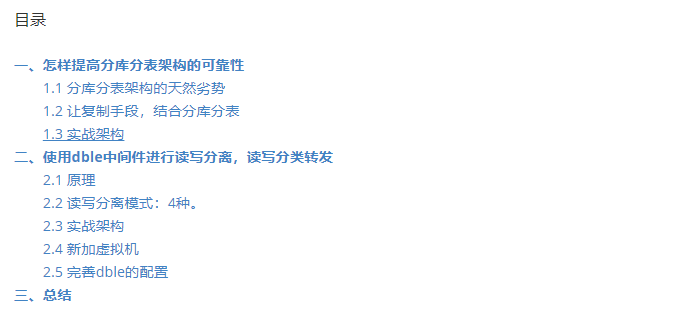 目录
一、怎样提高分库分表架构的可靠性
1.1 分库分表架构的天然劣势
1.2 让复制手段，结合分库分表
1.3 实战架构
二、使用dble中间件进行读写分离，读写分类转发
2.1 原理
2.2 读写分离模式：4种。
2.3 实战架构
2.4 新加虚拟机
2.5 完善dble的配置
三、总结